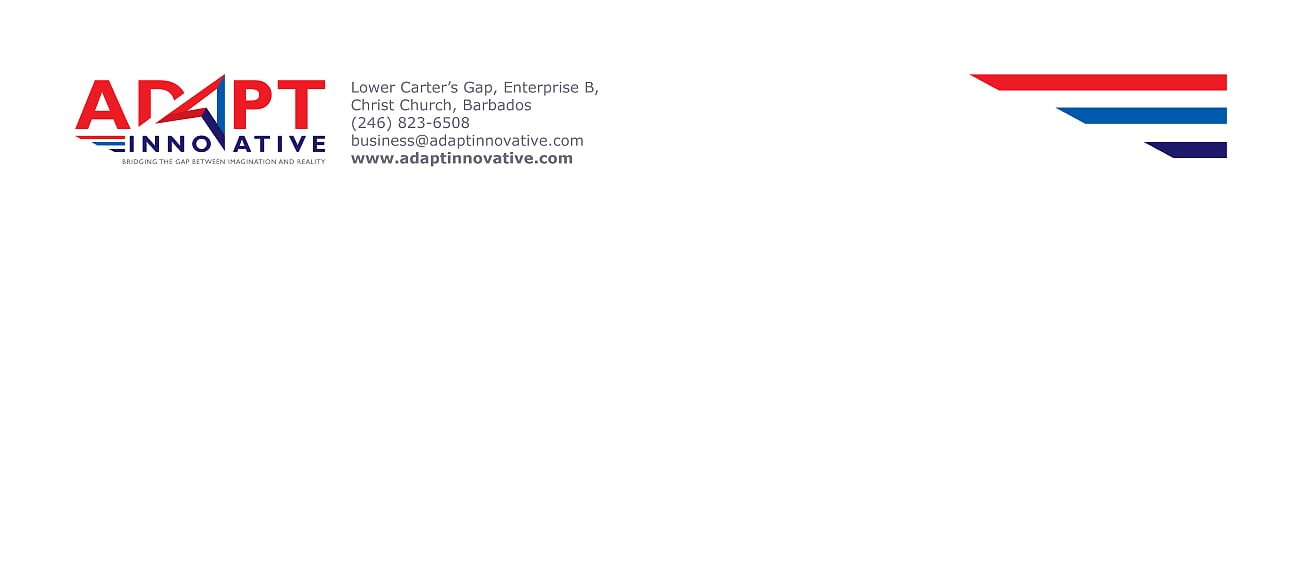 ADAPT
INNOVATIVE
BRIDGING THE GAP BETWEEN IMAGINATION AND REALITY
Lower Carter’s Gap, Enterprise B,
Christ Church, Barbados
(246) 823-6508
business@adaptinnovative.com
www.adaptinnovative.com